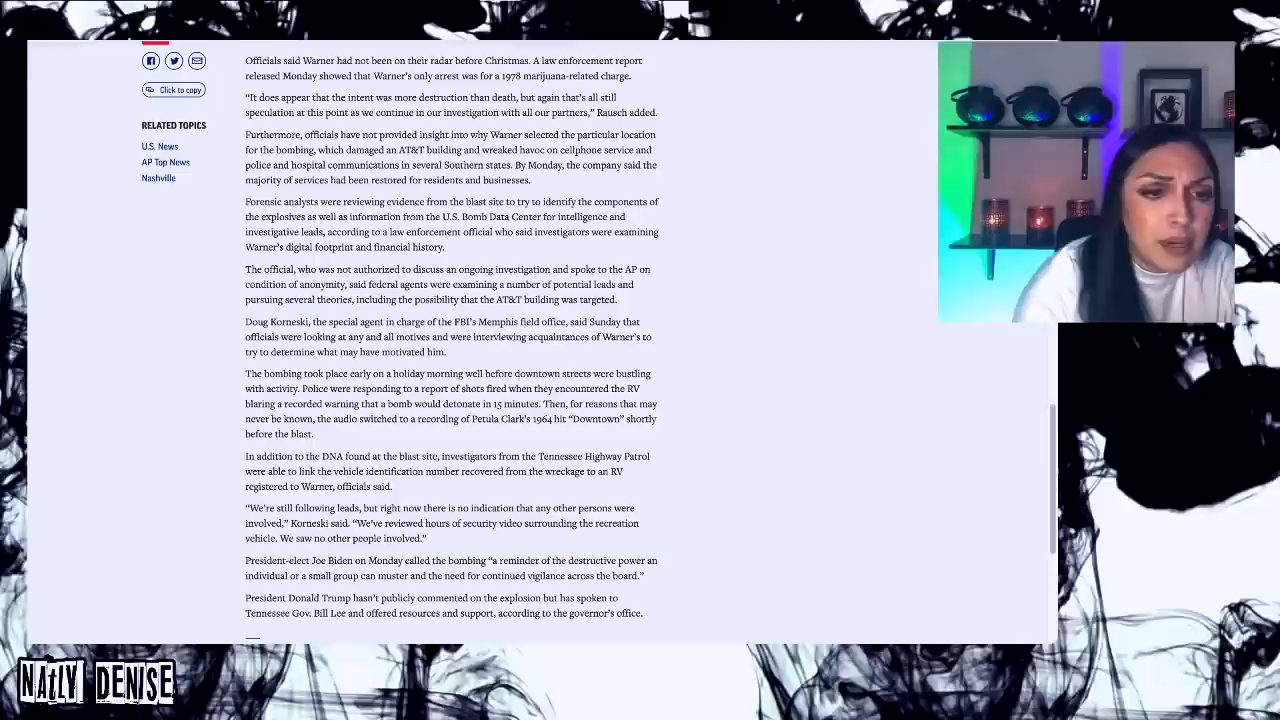 Officials said Warner had not been on their radar before Christmas. A law enforcement report
released Monday showed that Warner's only arrest was for a 1978 marijuana-related charge.
Click to copy
“It does appear that the intent was more destruction than death, but again that's all still
speculation at this point as we continue in our investigation with all our partners,” Rausch added.
RELATED TOPICS
U.S. News
AP Top News
Nashville
Furthermore, officials have not provided insight into why Warner selected the particular location
for the bombing, which damaged an AT&T building and wreaked havoc on cellphone service and
police and hospital communications in several Southern states. By Monday, the company said the
majority of services had been restored for residents and businesses.
Forensic analysts were reviewing evidence from the blast site to try to identify the components of
the explosives as well as information from the U.S. Bomb Data Center for intelligence and
investigative leads, according to a law enforcement official who said investigators were examining
Warner's digital footprint and financial history.
The official, who was not authorized to discuss an ongoing investigation and spoke to the AP on
condition of anonymity, said federal agents were examining a number of potential leads and
pursuing several theories, including the possibility that the AT&T building was targeted.
Doug Korneski, the special agent in charge of the FBI's Memphis field office, said Sunday that
officials were looking at any and all motives and were interviewing acquaintances of Warner's to
try to determine what may have motivated him.
The bombing took place early on a holiday morning well before downtown streets were bustling
with activity. Police were responding to a report of shots fired when they encountered the RV
blaring a recorded warning that a bomb would detonate in 15 minutes. Then, for reasons that may
never be known, the audio switched to a recording of Petula Clark's 1964 hit “Downtown” shortly
before the blast.
In addition to the DNA found at the blast site, investigators from the Tennessee Highway Patrol
were able to link the vehicle identification number recovered from the wreckage to an RV
registered to Warner, officials said.
“We're still following leads, but right now there is no indication that any other persons were
involved,” Korneski said. “We've reviewed hours of security video surrounding the recreation
vehicle. We saw no other people involved.”
President-elect Joe Biden on Monday called the bombing “a reminder of the destructive power an
individual or a small group can muster and the need for continued vigilance across the board.”
President Donald Trump hasn't publicly commented on the explosion but has spoken to
Tennessee Gov. Bill Lee and offered resources and support, according to the governor's office.
NAtLY DENISE